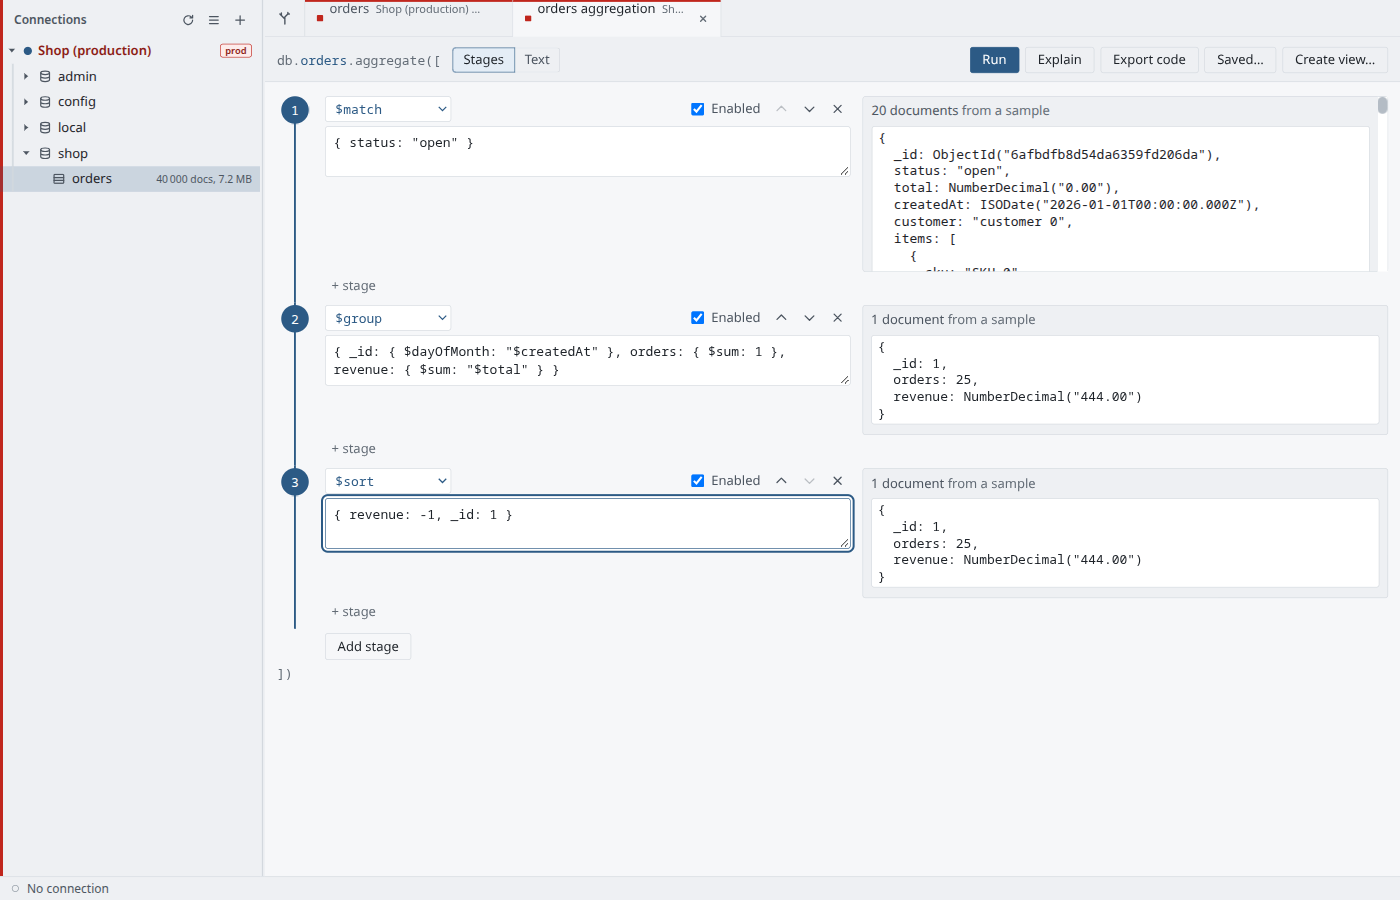 Connections
Shop (production) prod
admin
config
local
shop
orders 40 000 docs, 7.2 MB
orders Shop (production) ...
orders aggregation Sh...
db.orders.aggregate([ Stages Text
Run Explain Export code Saved... Create view...
1 $match Enabled
{ status: "open" }
20 documents from a sample
{
_id: ObjectId("6afbdfb8d54da6359fd206da"),
status: "open",
total: NumberDecimal("0.00"),
createdAt: ISODate("2026-01-01T00:00:00.000Z"),
customer: "customer 0",
items: [
{
sku: "SKU-0"
+ stage
2 $group Enabled
{ _id: { $dayOfMonth: "$createdAt" }, orders: { $sum: 1 },
revenue: { $sum: "$total" } }
1 document from a sample
{
_id: 1,
orders: 25,
revenue: NumberDecimal("444.00")
}
+ stage
3 $sort Enabled
{ revenue: -1, _id: 1 }
1 document from a sample
{
_id: 1,
orders: 25,
revenue: NumberDecimal("444.00")
}
+ stage
Add stage
])
No connection